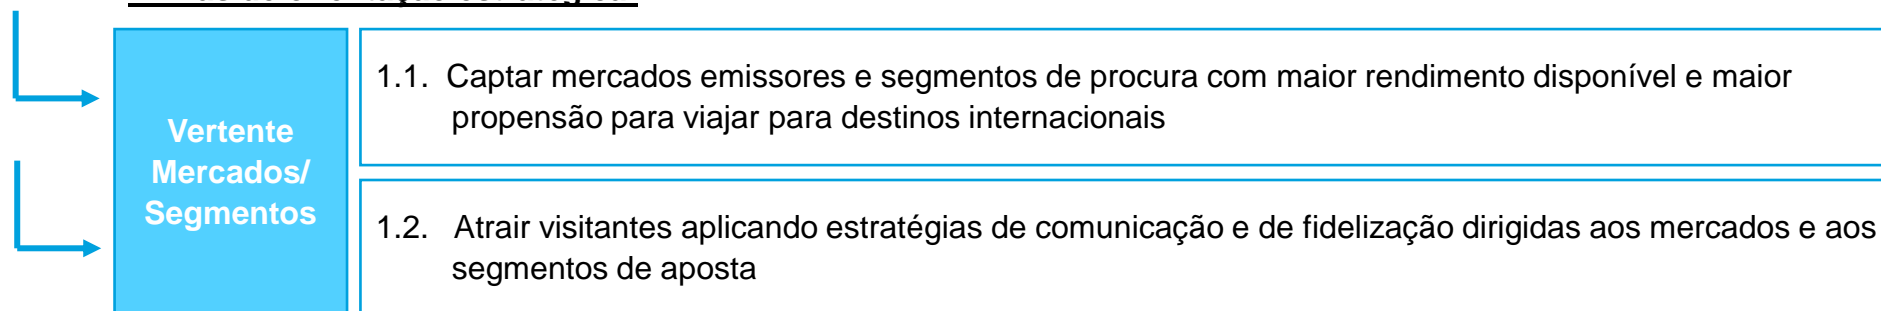 orientação estratégica
Vertente
Mercados/
Segmentos
1.1. Captar mercados emissores e segmentos de procura com maior rendimento disponível e maior
propensão para viajar para destinos internacionais
1.2. Atrair visitantes aplicando estratégias de comunicação e de fidelização dirigidas aos mercados e aos
segmentos de aposta